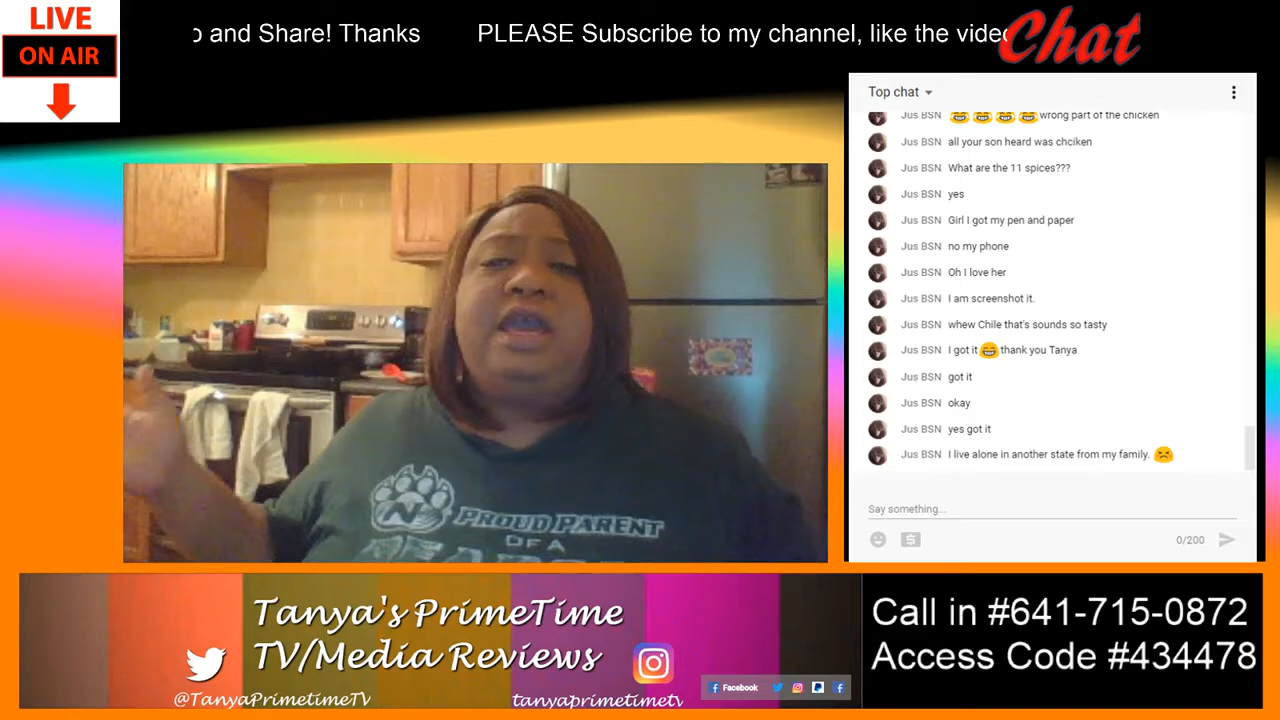 LIVE
ON AIR
o and Share! Thanks PLEASE Subscribe to my channel, like the video
Chat
Top chat
Jus BSN 😂😂😂😂wrong part of the chicken
Jus BSN all your son heard was chciken
Jus BSN What are the 11 spices???
Jus BSN yes
Jus BSN Girl I got my pen and paper
Jus BSN no my phone
Jus BSN Oh I love her
Jus BSN I am screenshot it.
Jus BSN whew Chile that's sounds so tasty
Jus BSN I got it 😂 thank you Tanya
Jus BSN got it
Jus BSN okay
Jus BSN yes got it
Jus BSN I live alone in another state from my family. 😣
Say something...
0/200
N PROUD PARENT
OF A
Tanya's PrimeTime
TV/Media Reviews
@TanyaPrimetimeTV
tanyaprimetimetv
Facebook
Call in #641-715-0872
Access Code #434478